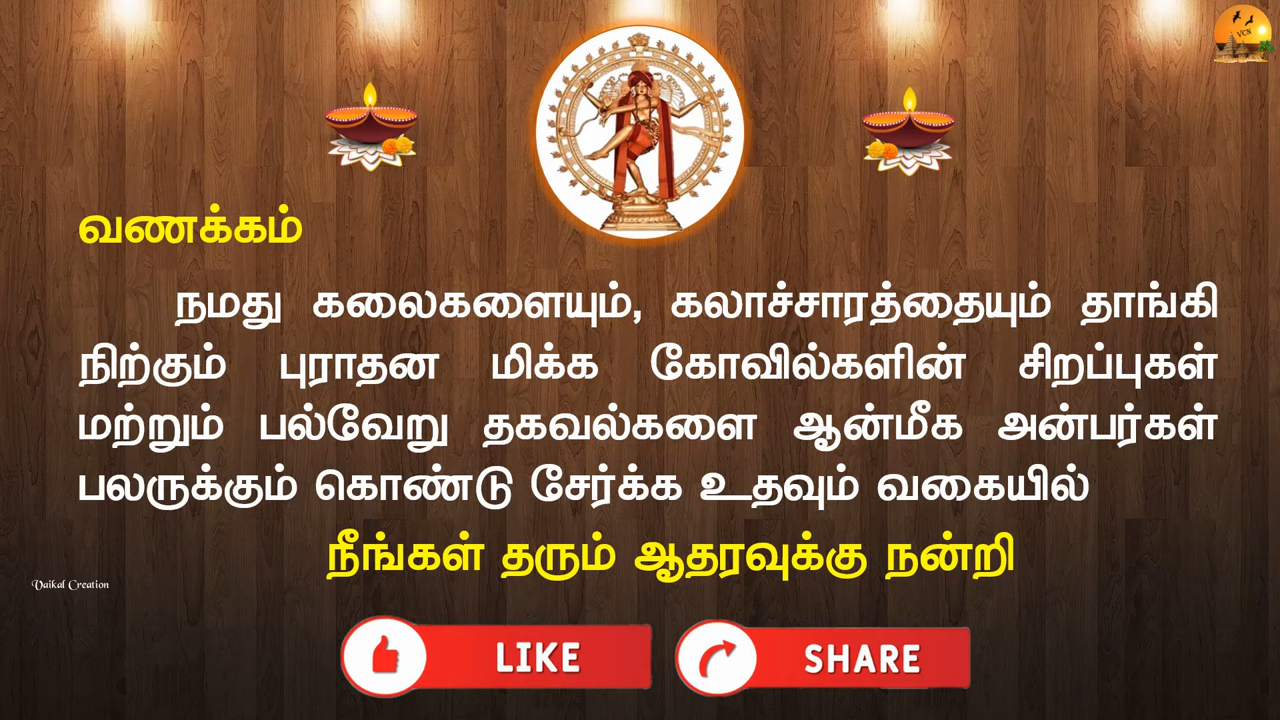 VCN
வணக்கம்
நமது கலைகளையும், கலாச்சாரத்தையும் தாங்கி
நிற்கும் புராதன மிக்க கோவில்களின் சிறப்புகள்
மற்றும் பல்வேறு தகவல்களை ஆன்மீக அன்பர்கள்
பலருக்கும் கொண்டு சேர்க்க உதவும் வகையில்
நீங்கள் தரும் ஆதரவுக்கு நன்றி
Vaikal Creation
LIKE
SHARE